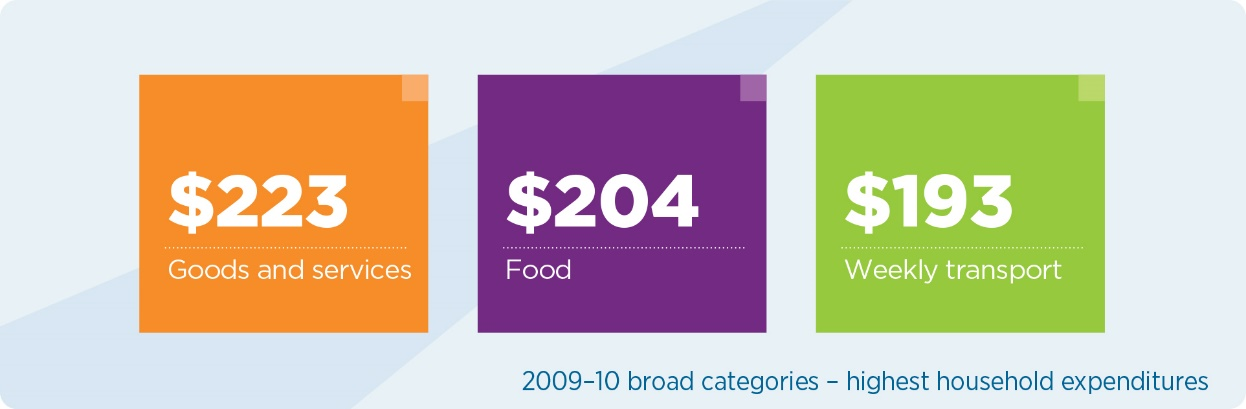 $223
Goods and services
$204
Food
$193
Weekly transport
2009–10 broad categories – highest household expenditures